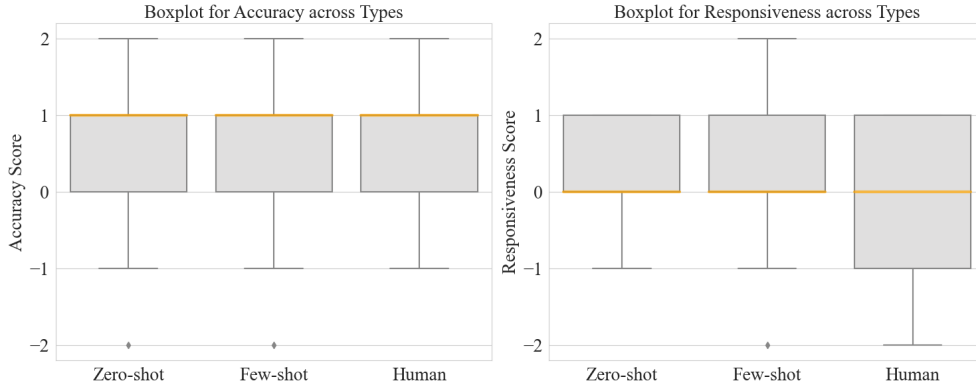 Boxplot for Accuracy across Types
Accuracy Score
2
1
0
−1
−2
Zero-shot Few-shot Human
Boxplot for Responsiveness across Types
Responsiveness Score
2
1
0
−1
−2
Zero-shot Few-shot Human